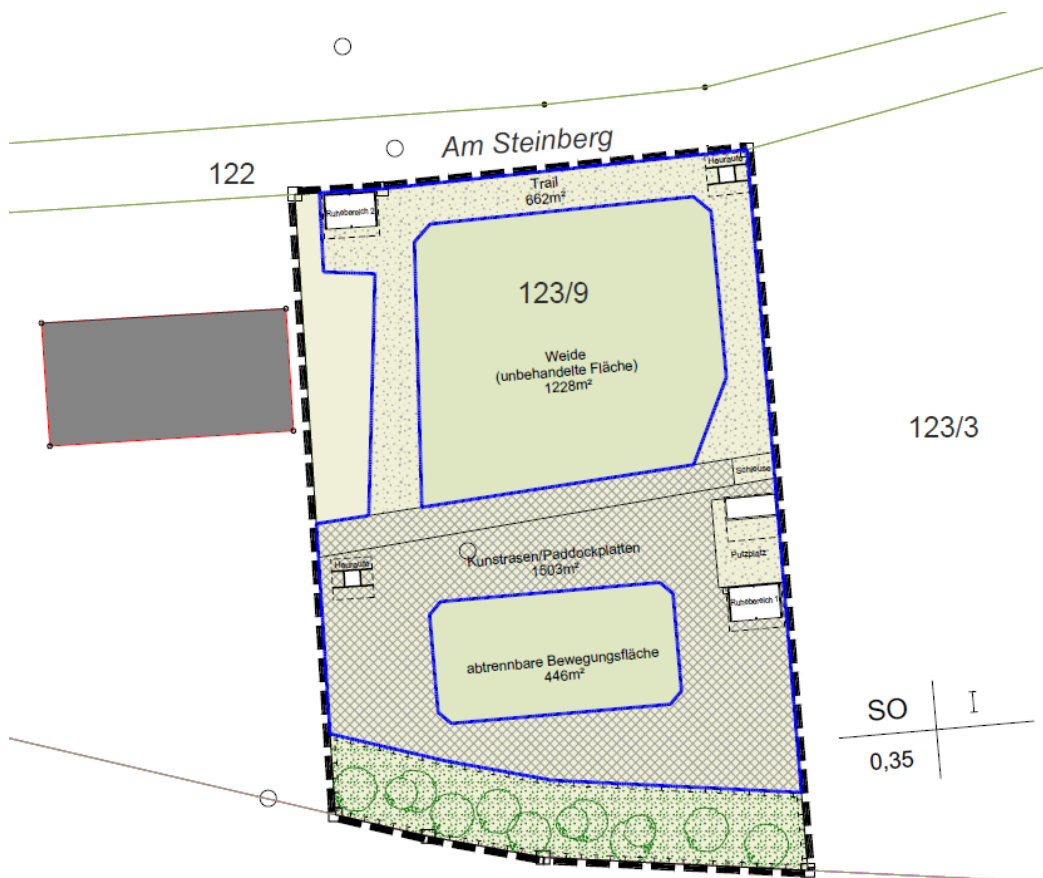 Am Steinberg
122
Heuraufe
Trail
662m²
Ruhebereich 2
123/9
Weide
(unbehandelte Fläche)
1228m²
123/3
Schleuse
Kunstrasen/Paddockplatten
1503m²
Putzplatz
Heuraufe
Ruhebereich 1
abtrennbare Bewegungsfläche
446m²
SO
I
0,35